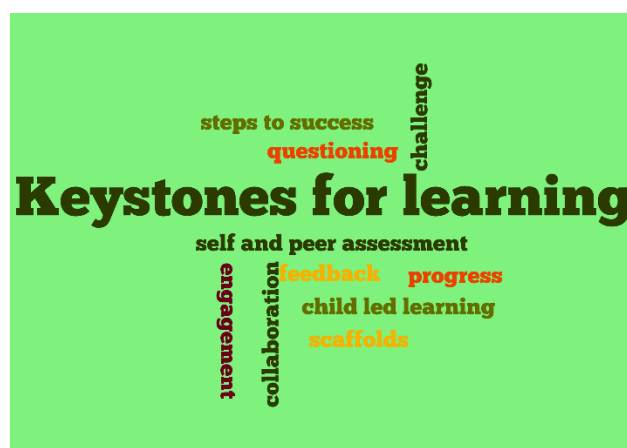 challenge
steps to success
questioning
Keystones for learning
self and peer assessment
engagement
collaboration
feedback
progress
child led learning
scaffolds